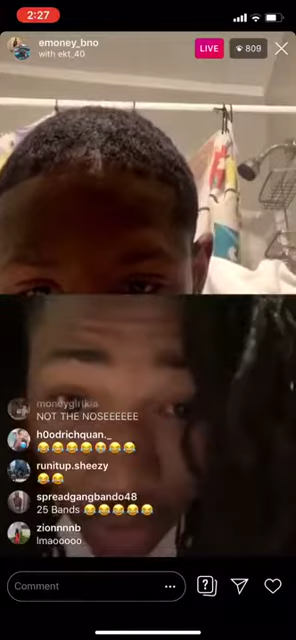 2:27
emoney_bno
with ekt_40
LIVE
809
moneygirlkia
NOT THE NOSEEEEEE
h0odrichquan._
runitup.sheezy
spreadgangbando48
25 Bands
zionnnnb
lmaooooo
Comment